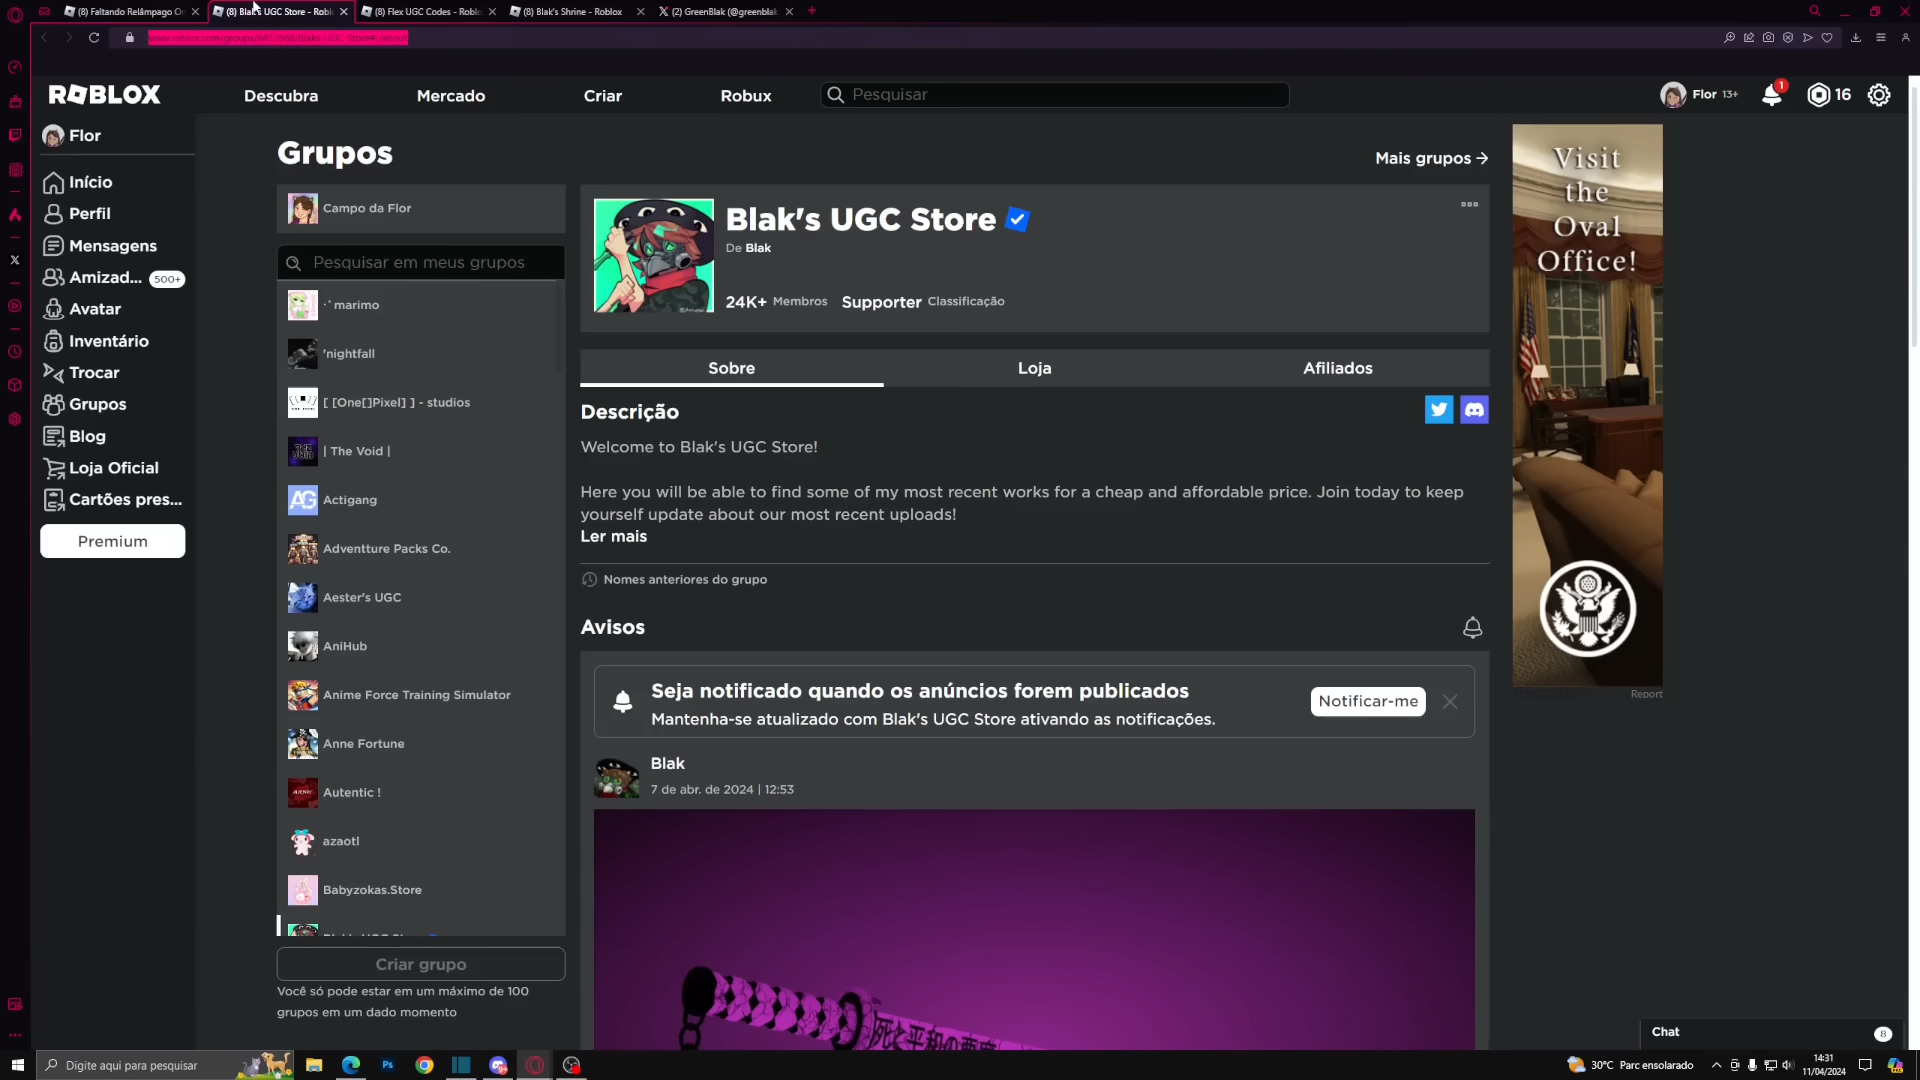 (8) Faltando Relâmpago O
(8) Blak's UGC Store - Robl
(8) Flex UGC Codes - Roblo
(8) Blak's Shrine - Roblox
(2) GreenBlak (@greenblak
ROBLOX
Descubra
Mercado
Criar
Robux
Pesquisar
Flor 13+
1
16
Flor
Início
Perfil
Mensagens
Amizad... 500+
Avatar
Inventário
Trocar
Grupos
Blog
Loja Oficial
Cartões pres...
Premium
Grupos
Mais grupos →
Campo da Flor
Pesquisar em meus grupos
·˚marimo
'nightfall
[ [One[]Pixel] ] - studios
| The Void |
Actigang
Adventture Packs Co.
Aester's UGC
AniHub
Anime Force Training Simulator
Anne Fortune
Autentic !
azaotl
Babyzokas.Store
Criar grupo
Você só pode estar em um máximo de 100
grupos em um dado momento
Blak's UGC Store
De Blak
24K+ Membros Supporter Classificação
Sobre
Loja
Afiliados
Descrição
Welcome to Blak's UGC Store!
Here you will be able to find some of my most recent works for a cheap and affordable price. Join today to keep
yourself update about our most recent uploads!
Ler mais
Nomes anteriores do grupo
Avisos
Seja notificado quando os anúncios forem publicados
Mantenha-se atualizado com Blak's UGC Store ativando as notificações.
Notificar-me
Blak
7 de abr. de 2024 | 12:53
Visit
the
Oval
Office!
Report
Chat
8
Digite aqui para pesquisar
Ps
30°C Parc ensolarado
14:31
11/04/2024